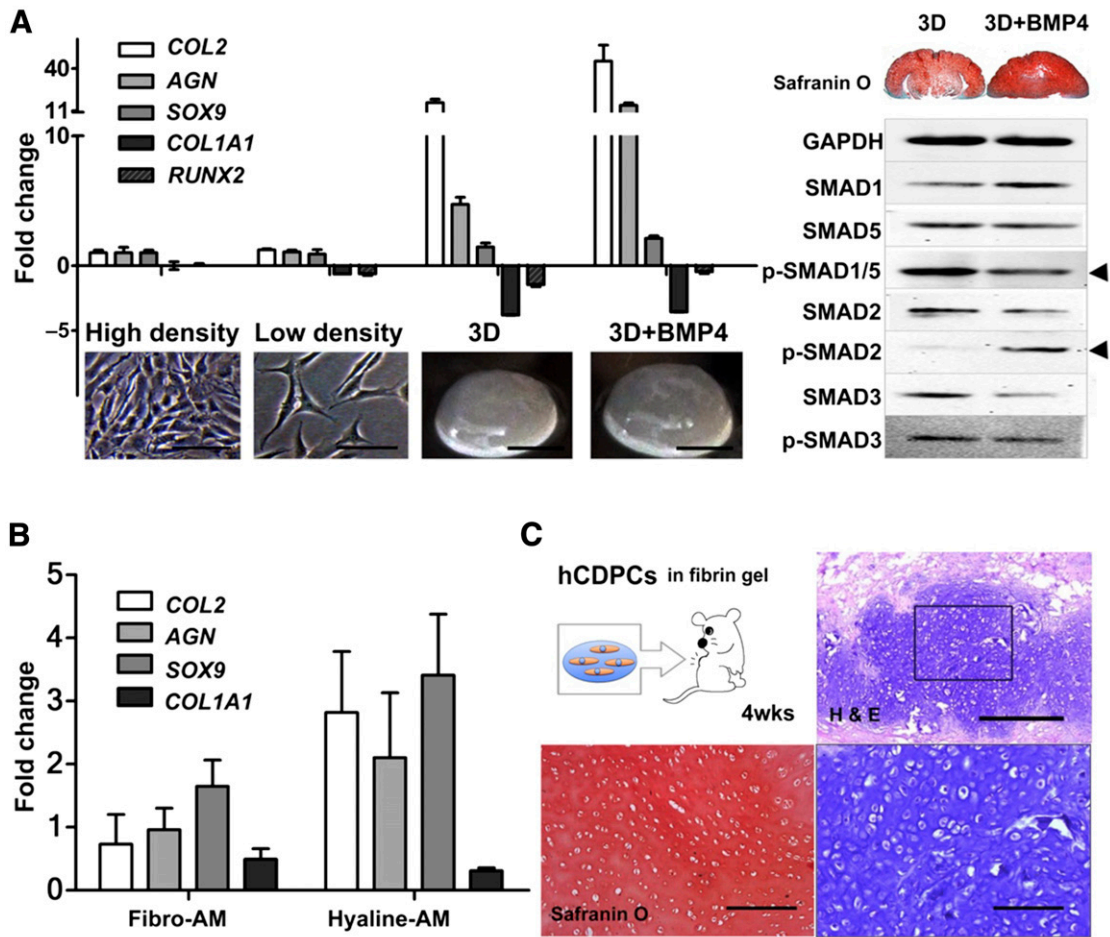 A
COL2
AGN
SOX9
COL1A1
RUNX2
40
11
10
0
–5
Fold change
High density
Low density
3D
3D+BMP4
3D 3D+BMP4
Safranin O
GAPDH
SMAD1
SMAD5
p-SMAD1/5
SMAD2
p-SMAD2
SMAD3
p-SMAD3
B
5
4
3
2
1
0
Fold change
COL2
AGN
SOX9
COL1A1
Fibro-AM
Hyaline-AM
C
hCDPCs in fibrin gel
4wks
H & E
Safranin O